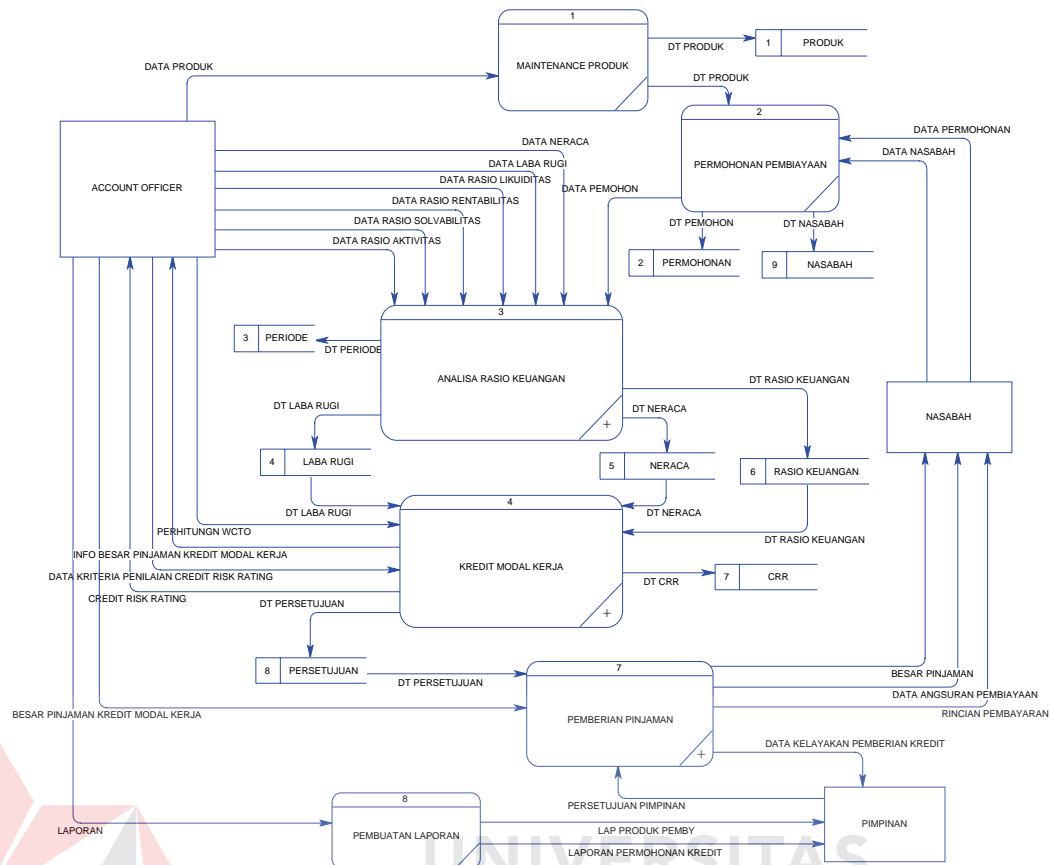 1
MAINTENANCE PRODUK
DT PRODUK
1 PRODUK
DATA PRODUK
DT PRODUK
2
PERMOHONAN PEMBIAYAAN
DATA PERMOHONAN
DATA NASABAH
ACCOUNT OFFICER
DATA NERACA
DATA LABA RUGI
DATA RASIO LIKUIDITAS
DATA RASIO RENTABILITAS
DATA RASIO SOLVABILITAS
DATA RASIO AKTIVITAS
DATA PEMOHON
DT PEMOHON
DT NASABAH
2 PERMOHONAN
9 NASABAH
3
ANALISA RASIO KEUANGAN
+
3 PERIODE
DT PERIODE
DT RASIO KEUANGAN
NASABAH
DT LABA RUGI
DT NERACA
4 LABA RUGI
5 NERACA
6 RASIO KEUANGAN
DT LABA RUGI
DT NERACA
DT RASIO KEUANGAN
4
KREDIT MODAL KERJA
+
PERHITUNGN WCTO
INFO BESAR PINJAMAN KREDIT MODAL KERJA
DATA KRITERIA PENILAIAN CREDIT RISK RATING
CREDIT RISK RATING
DT CRR
7 CRR
DT PERSETUJUAN
8 PERSETUJUAN
DT PERSETUJUAN
7
PEMBERIAN PINJAMAN
+
BESAR PINJAMAN
DATA ANGSURAN PEMBIAYAAN
RINCIAN PEMBAYARAN
BESAR PINJAMAN KREDIT MODAL KERJA
DATA KELAYAKAN PEMBERIAN KREDIT
PERSETUJUAN PIMPINAN
PIMPINAN
8
PEMBUATAN LAPORAN
LAPORAN
LAP PRODUK PEMBY
LAPORAN PERMOHONAN KREDIT
UNIVERSITAS